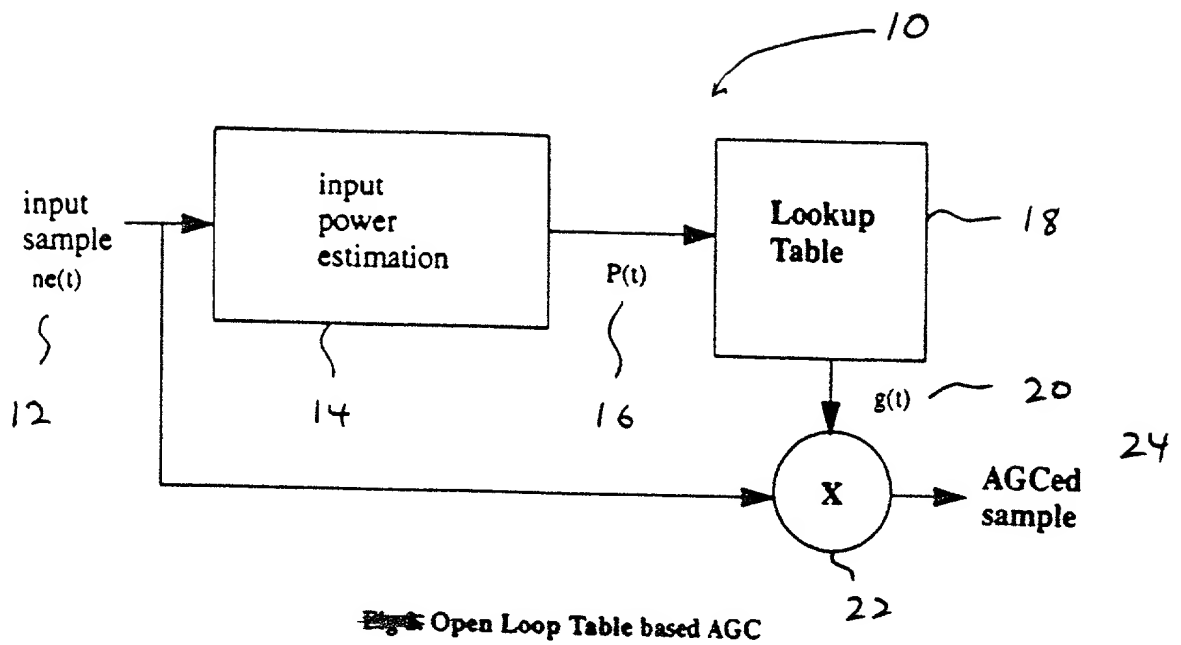 10
input
sample
ne(t)
12
input
power
estimation
14
P(t)
16
Lookup
Table
18
g(t)
20
X
22
24
AGCed
sample
Open Loop Table based AGC